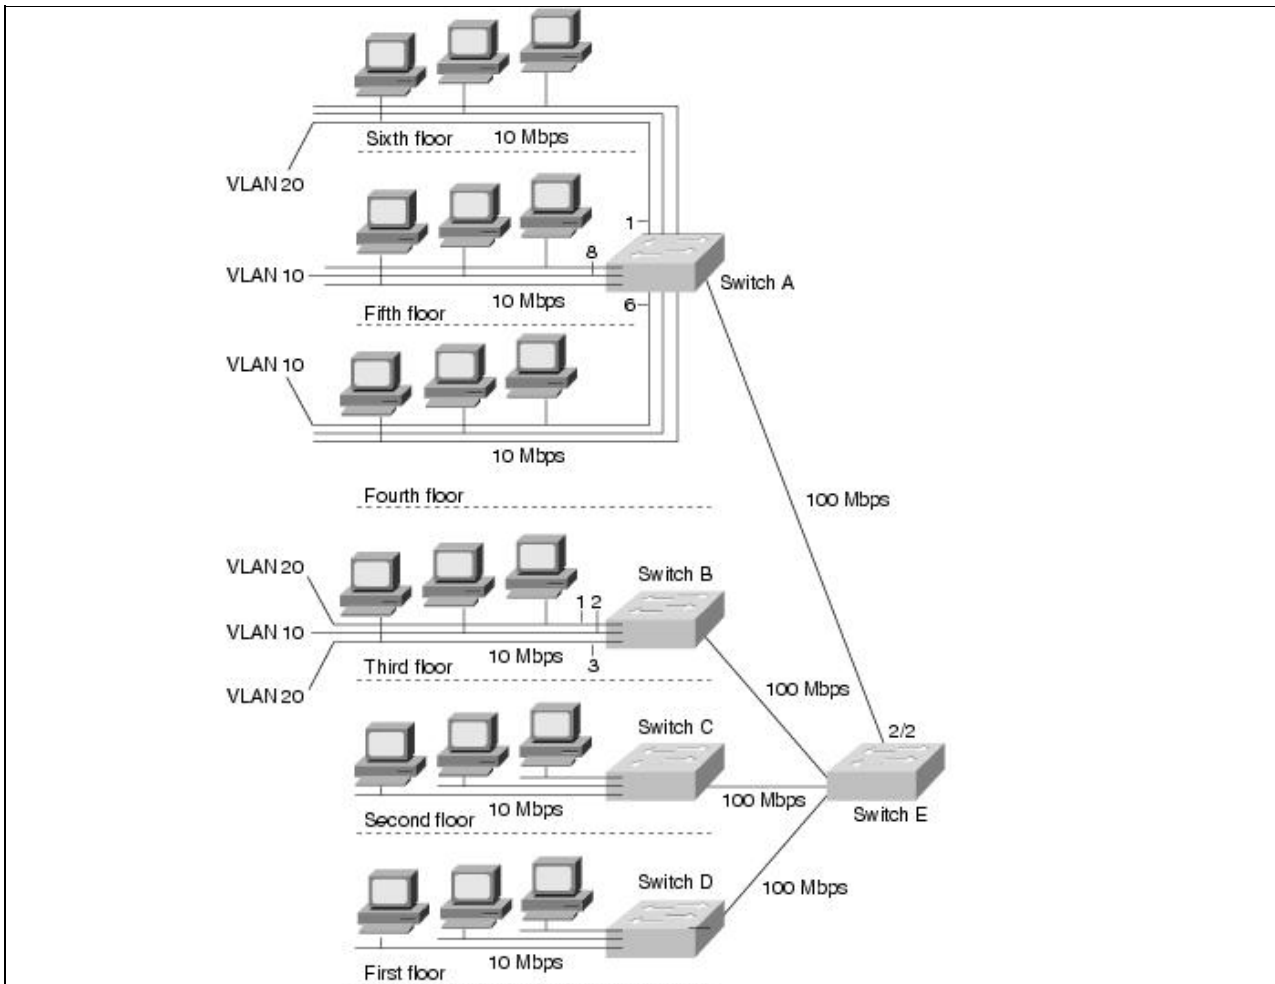 Sixth floor
10 Mbps
VLAN 20
1
VLAN 10
8
Switch A
10 Mbps
6
Fifth floor
VLAN 10
10 Mbps
Fourth floor
100 Mbps
VLAN 20
Switch B
1 2
VLAN 10
10 Mbps
3
Third floor
VLAN 20
100 Mbps
Switch C
2/2
10 Mbps
100 Mbps
Second floor
Switch E
Switch D
100 Mbps
10 Mbps
First floor